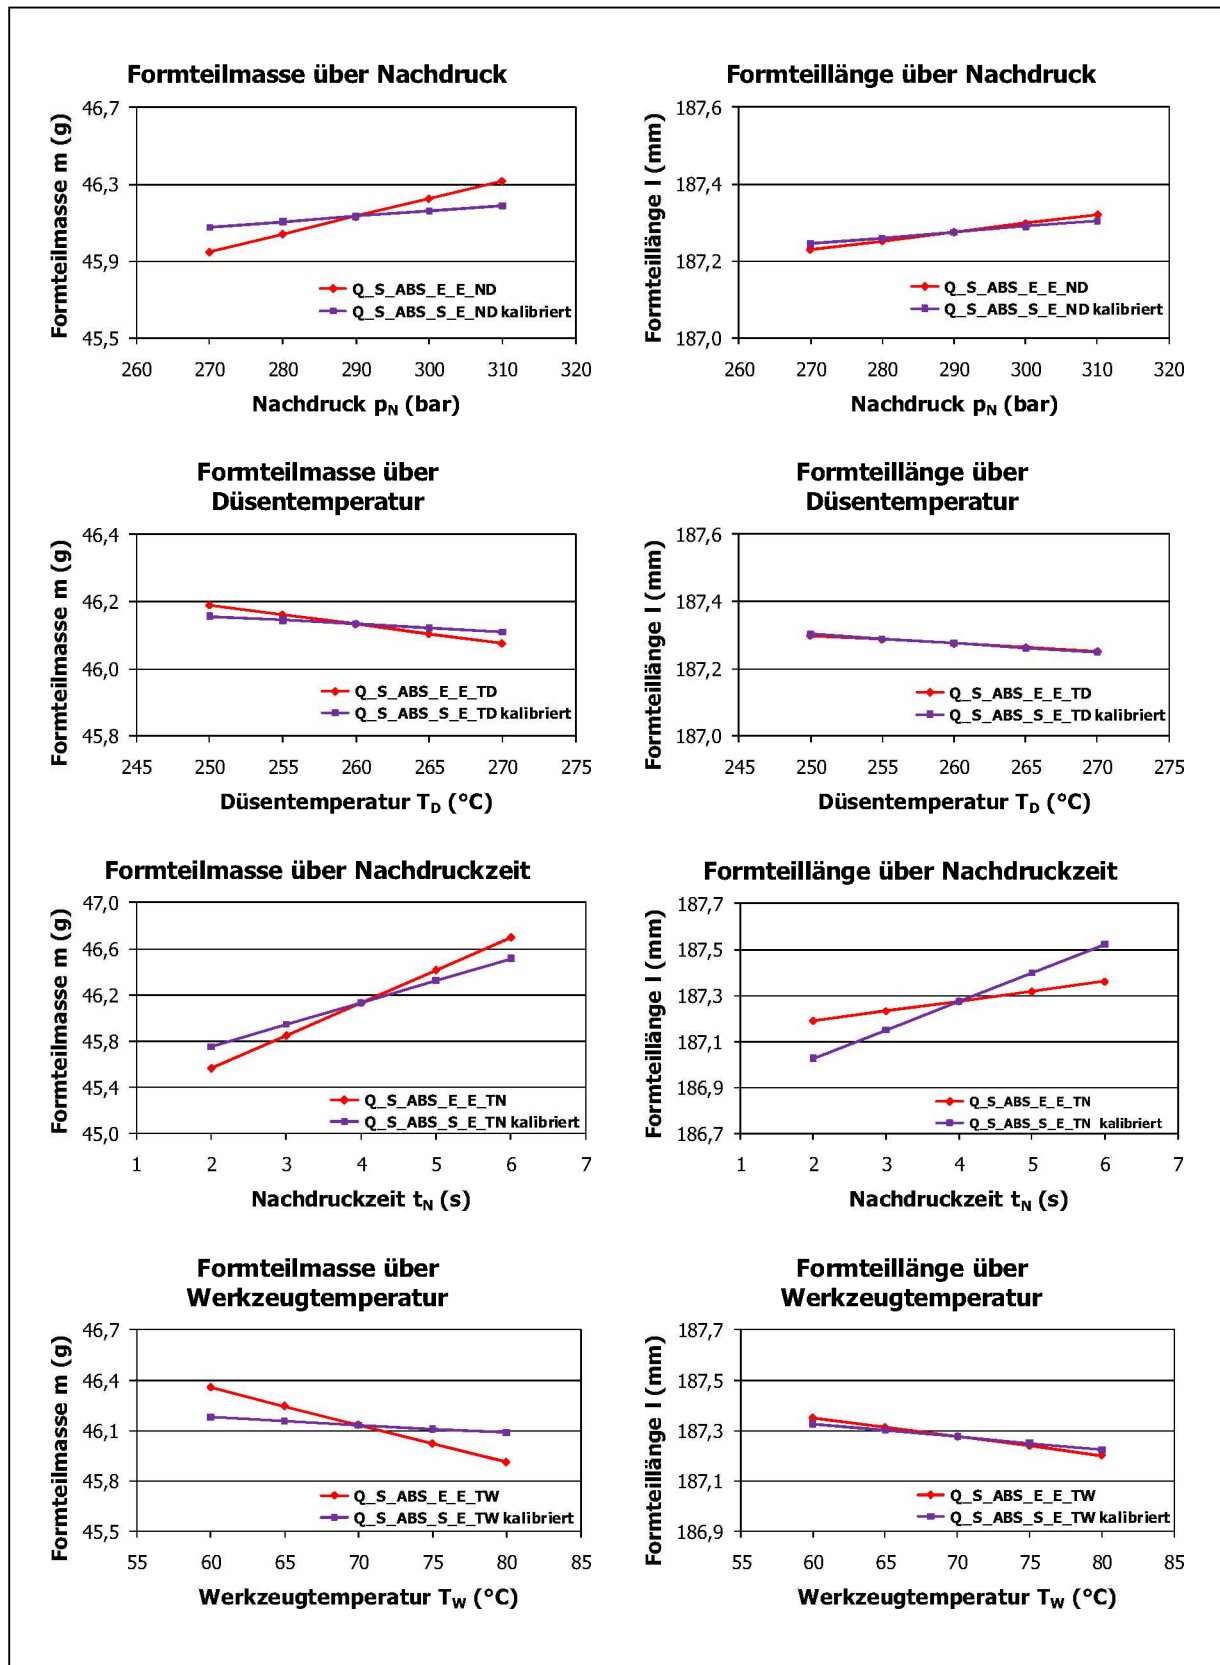 Formteilmasse über Nachdruck
Formteilmasse m (g)
46,7
46,3
45,9
45,5
Q_S_ABS_E_E_ND
Q_S_ABS_S_E_ND kalibriert
260 270 280 290 300 310 320
Nachdruck pN (bar)
Formteillänge über Nachdruck
Formteillänge l (mm)
187,6
187,4
187,2
187,0
Q_S_ABS_E_E_ND
Q_S_ABS_S_E_ND kalibriert
260 270 280 290 300 310 320
Nachdruck pN (bar)
Formteilmasse über
Düsentemperatur
Formteilmasse m (g)
46,4
46,2
46,0
45,8
Q_S_ABS_E_E_TD
Q_S_ABS_S_E_TD kalibriert
245 250 255 260 265 270 275
Düsentemperatur TD (°C)
Formteillänge über
Düsentemperatur
Formteillänge l (mm)
187,6
187,4
187,2
187,0
Q_S_ABS_E_E_TD
Q_S_ABS_S_E_TD kalibriert
245 250 255 260 265 270 275
Düsentemperatur TD (°C)
Formteilmasse über Nachdruckzeit
Formteilmasse m (g)
47,0
46,6
46,2
45,8
45,4
45,0
Q_S_ABS_E_E_TN
Q_S_ABS_S_E_TN kalibriert
1 2 3 4 5 6 7
Nachdruckzeit tN (s)
Formteillänge über Nachdruckzeit
Formteillänge l (mm)
187,7
187,5
187,3
187,1
186,9
186,7
Q_S_ABS_E_E_TN
Q_S_ABS_S_E_TN kalibriert
1 2 3 4 5 6 7
Nachdruckzeit tN (s)
Formteilmasse über
Werkzeugtemperatur
Formteilmasse m (g)
46,7
46,4
46,1
45,8
45,5
Q_S_ABS_E_E_TW
Q_S_ABS_S_E_TW kalibriert
55 60 65 70 75 80 85
Werkzeugtemperatur TW (°C)
Formteillänge über
Werkzeugtemperatur
Formteillänge l (mm)
187,7
187,5
187,3
187,1
186,9
Q_S_ABS_E_E_TW
Q_S_ABS_S_E_TW kalibriert
55 60 65 70 75 80 85
Werkzeugtemperatur TW (°C)